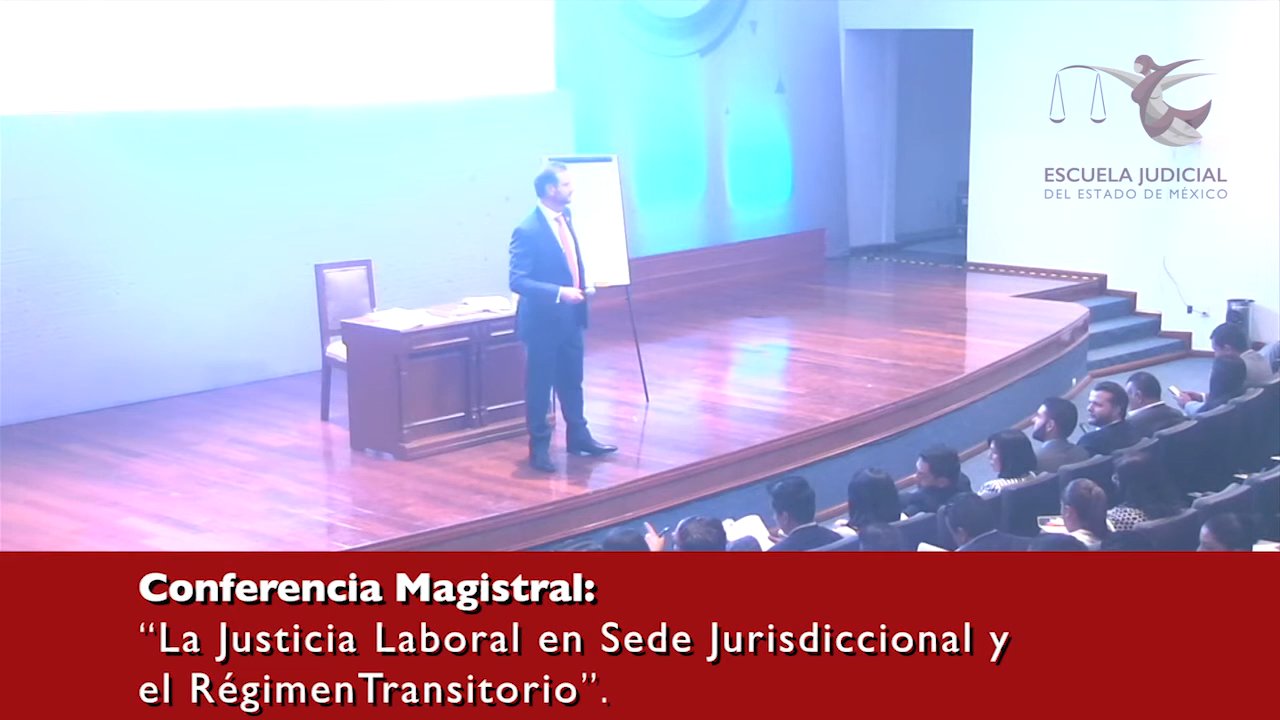 ESCUELA JUDICIAL
DEL ESTADO DE MÉXICO
Conferencia Magistral:
“La Justicia Laboral en Sede Jurisdiccional y
el RégimenTransitorio”.